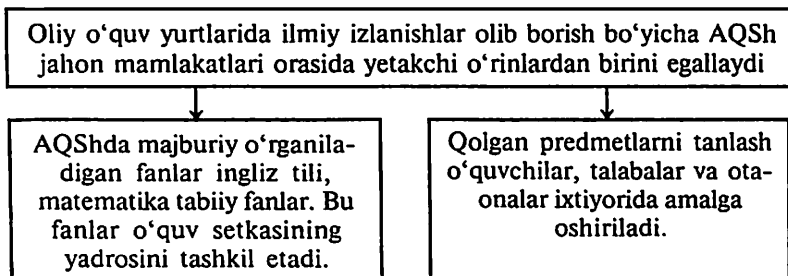 Oliy o‘quv yurtlarida ilmiy izlanishlar olib borish bo‘yicha AQSh
jahon mamlakatlari orasida yetakchi o‘rinlardan birini egallaydi
AQShda majburiy o‘rganila-
digan fanlar ingliz tili,
matematika tabiiy fanlar. Bu
fanlar o‘quv setkasining
yadrosini tashkil etadi.
Qolgan predmetlarni tanlash
o‘quvchilar, talabalar va ota-
onalar ixtiyorida amalga
oshiriladi.